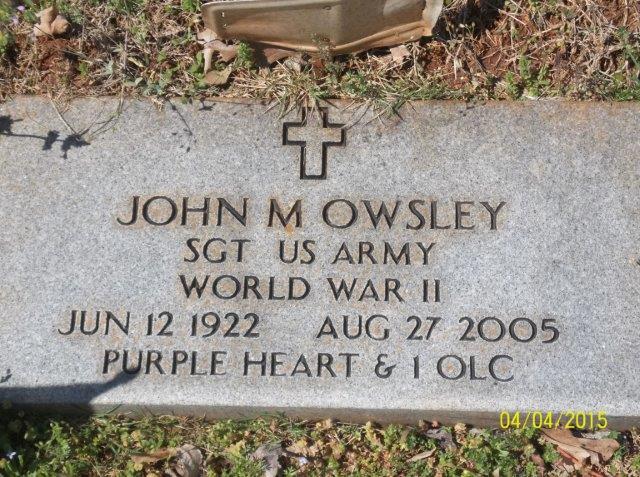 JOHN M OWSLEY
SGT US ARMY
WORLD WAR II
JUN 12 1922 AUG 27 2005
PURPLE HEART & 1 OLC
04/04/2015